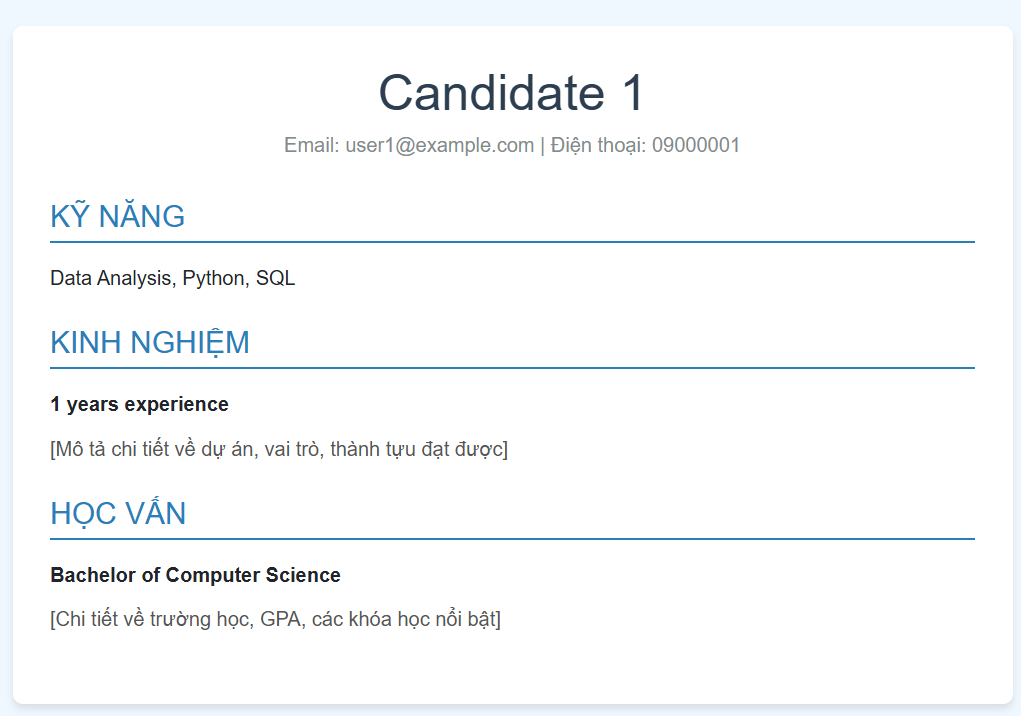 Candidate 1
Email: user1@example.com | Điện thoại: 09000001
KỸ NĂNG
Data Analysis, Python, SQL
KINH NGHIỆM
1 years experience
[Mô tả chi tiết về dự án, vai trò, thành tựu đạt được]
HỌC VẤN
Bachelor of Computer Science
[Chi tiết về trường học, GPA, các khóa học nổi bật]